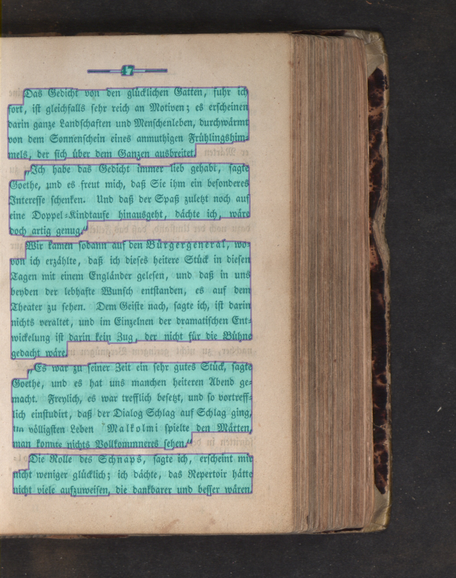 Das Gedicht von den glücklichen Gatten, fuhr ich
fort, ist gleichfalls sehr reich an Motiven; es erscheinen
darin ganze Landschaften und Menschenleben, durchwärmt
von dem Sonnenschein eines anmuthigen Frühlingshim-
mels, der sich über dem Ganzen ausbreitet.
„Ich habe das Gedicht immer lieb gehabt, sagte
Goethe, und es freut mich, daß Sie ihm ein besonderes
Interesse schenken. Und daß der Spaß zuletzt noch auf
eine Doppel-Kindtaufe hinausgeht, dächte ich, wäre
doch artig genug.“
Wir kamen sodann auf den Bürgergeneral, wo-
von ich erzählte, daß ich dieses heitere Stück in diesen
Tagen mit einem Engländer gelesen, und daß in uns
beyden der lebhafte Wunsch entstanden, es auf dem
Theater zu sehen. Dem Geiste nach, sagte ich, ist darin
nichts veraltet, und im Einzelnen der dramatischen Ent-
wickelung ist darin kein Zug, der nicht für die Bühne
gedacht wäre.
„Es war zu seiner Zeit ein sehr gutes Stück, sagte
Goethe, und es hat uns manchen heiteren Abend ge-
macht. Freylich, es war trefflich besetzt, und so vortreff-
lich einstudirt, daß der Dialog Schlag auf Schlag ging,
im völligsten Leben. Malkolmi spielte den Märten,
man konnte nichts Vollkommneres sehen.“
Die Rolle des Schnaps, sagte ich, erscheint mir
nicht weniger glücklich; ich dächte, das Repertoir hätte
nicht viele aufzuweisen, die dankbarer und besser wären.